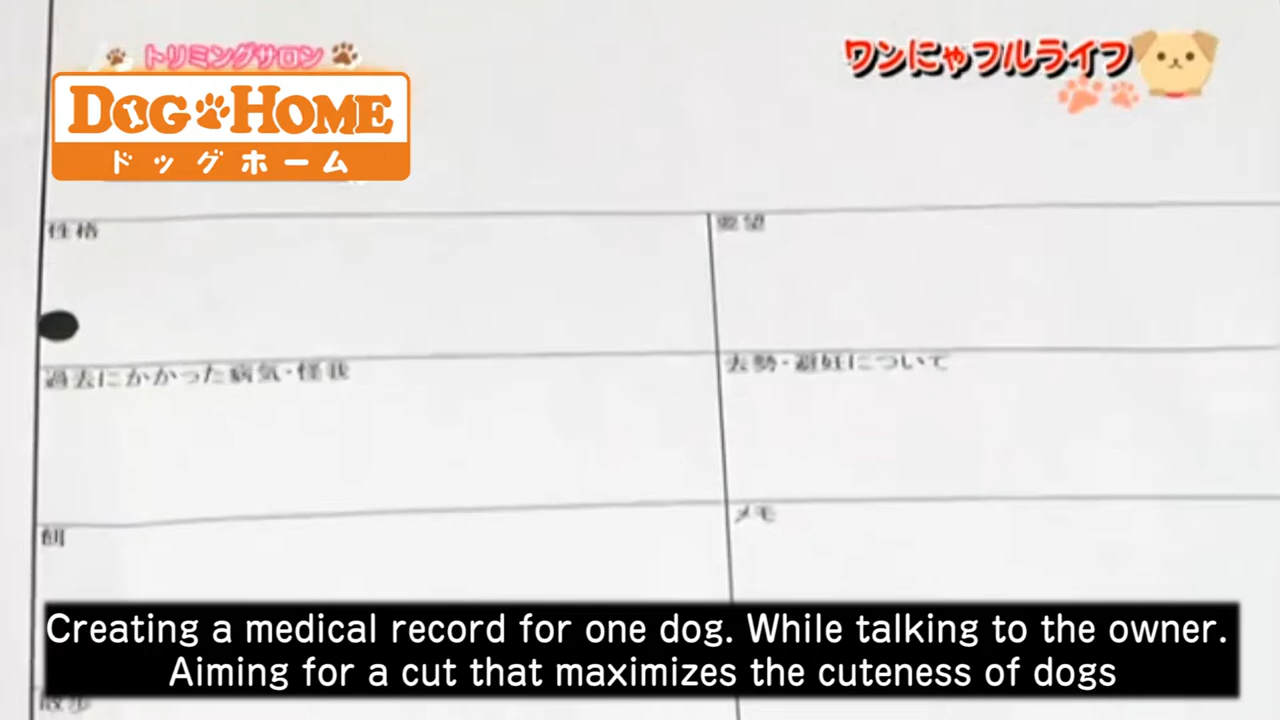 トリミングサロン
DOG HOME
ドッグホーム
ワンにゃフルライフ
性格
要望
過去にかかった病気・怪我
去勢・避妊について
餌
メモ
Creating a medical record for one dog. While talking to the owner.
Aiming for a cut that maximizes the cuteness of dogs
散歩